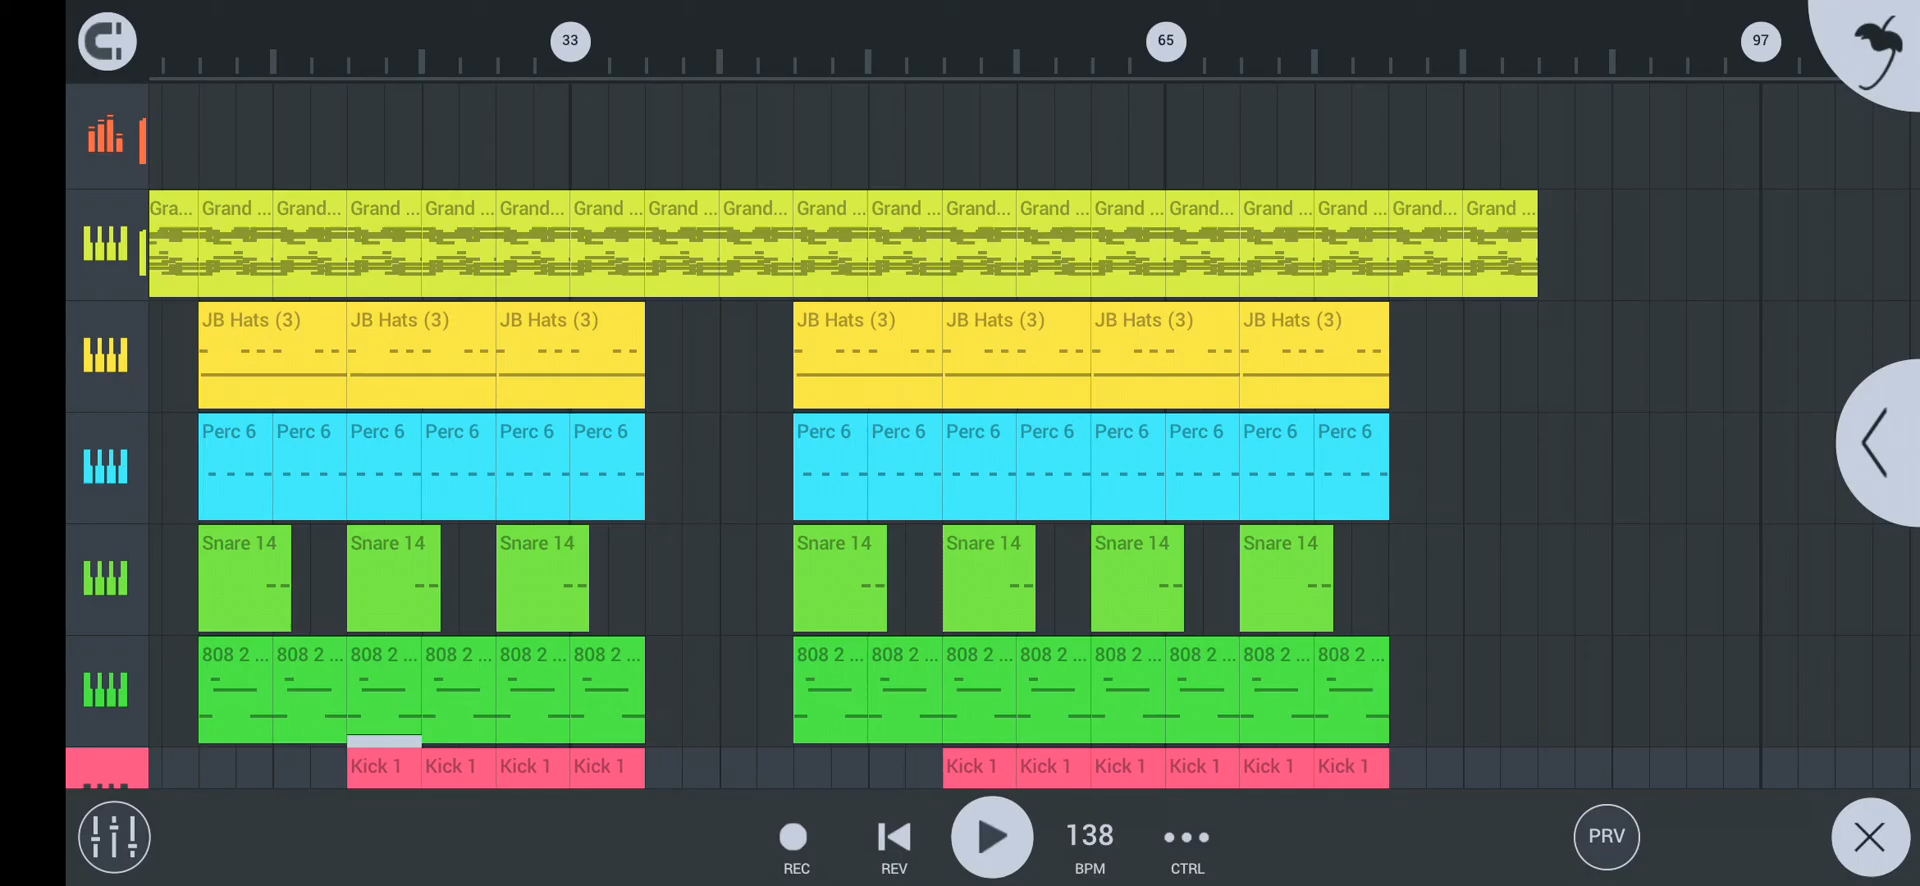 33 65 97
Gra... Grand ... Grand... Grand ... Grand ... Grand... Grand ... Grand ... Grand... Grand ... Grand ... Grand... Grand ... Grand ... Grand... Grand ... Grand ... Grand... Grand ...
JB Hats (3) JB Hats (3) JB Hats (3) JB Hats (3) JB Hats (3) JB Hats (3) JB Hats (3)
Perc 6 Perc 6 Perc 6 Perc 6 Perc 6 Perc 6 Perc 6 Perc 6 Perc 6 Perc 6 Perc 6 Perc 6 Perc 6 Perc 6
Snare 14 Snare 14 Snare 14 Snare 14 Snare 14 Snare 14 Snare 14
808 2 ... 808 2 ... 808 2 ... 808 2 ... 808 2 ... 808 2 ... 808 2 ... 808 2 ... 808 2 ... 808 2 ... 808 2 ... 808 2 ... 808 2 ... 808 2 ...
Kick 1 Kick 1 Kick 1 Kick 1 Kick 1 Kick 1 Kick 1 Kick 1 Kick 1 Kick 1
138 PRV
REC REV BPM CTRL